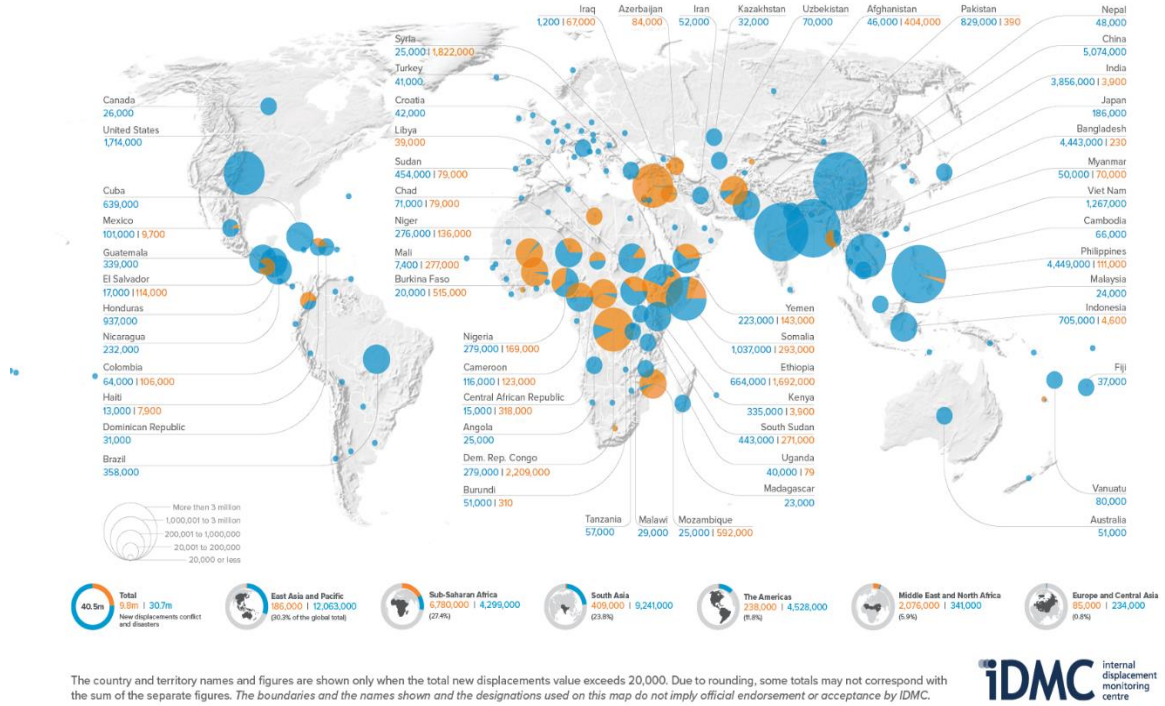 Iraq
1,200 | 67,000
Azerbaijan
84,000
Iran
52,000
Kazakhstan
32,000
Uzbekistan
70,000
Afghanistan
46,000 | 404,000
Pakistan
829,000 | 390
Nepal
48,000
China
5,074,000
India
3,856,000 | 3,900
Japan
186,000
Bangladesh
4,443,000 | 230
Myanmar
50,000 | 70,000
Viet Nam
1,267,000
Cambodia
66,000
Philippines
4,449,000 | 111,000
Malaysia
24,000
Indonesia
705,000 | 4,600
Fiji
37,000
Vanuatu
80,000
Australia
51,000
Syria
25,000 | 1,822,000
Turkey
41,000
Croatia
42,000
Libya
39,000
Sudan
454,000 | 79,000
Chad
71,000 | 79,000
Niger
276,000 | 136,000
Mali
7,400 | 277,000
Burkina Faso
20,000 | 515,000
Canada
26,000
United States
1,714,000
Cuba
639,000
Mexico
101,000 | 9,700
Guatemala
339,000
El Salvador
17,000 | 114,000
Honduras
937,000
Nicaragua
232,000
Colombia
64,000 | 106,000
Haiti
13,000 | 7,900
Dominican Republic
31,000
Brazil
358,000
Nigeria
279,000 | 169,000
Cameroon
116,000 | 123,000
Central African Republic
15,000 | 318,000
Angola
25,000
Dem. Rep. Congo
279,000 | 2,209,000
Burundi
51,000 | 310
Tanzania
57,000
Malawi
29,000
Mozambique
25,000 | 592,000
Yemen
223,000 | 143,000
Somalia
1,037,000 | 293,000
Ethiopia
664,000 | 1,692,000
Kenya
335,000 | 3,900
South Sudan
443,000 | 271,000
Uganda
40,000 | 79
Madagascar
23,000
More than 3 million
1,000,001 to 3 million
200,001 to 1,000,000
20,001 to 200,000
20,000 or less
40.5m
Total
9.8m | 30.7m
New displacements conflict
and disasters
East Asia and Pacific
186,000 | 12,063,000
(30.3% of the global total)
Sub-Saharan Africa
6,780,000 | 4,299,000
(27.4%)
South Asia
409,000 | 9,241,000
(23.8%)
The Americas
238,000 | 4,528,000
(11.8%)
Middle East and North Africa
2,076,000 | 341,000
(5.9%)
Europe and Central Asia
85,000 | 234,000
(0.8%)
The country and territory names and figures are shown only when the total new displacements value exceeds 20,000. Due to rounding, some totals may not correspond with
the sum of the separate figures. The boundaries and the names shown and the designations used on this map do not imply official endorsement or acceptance by IDMC.
iDMC
internal
displacement
monitoring
centre